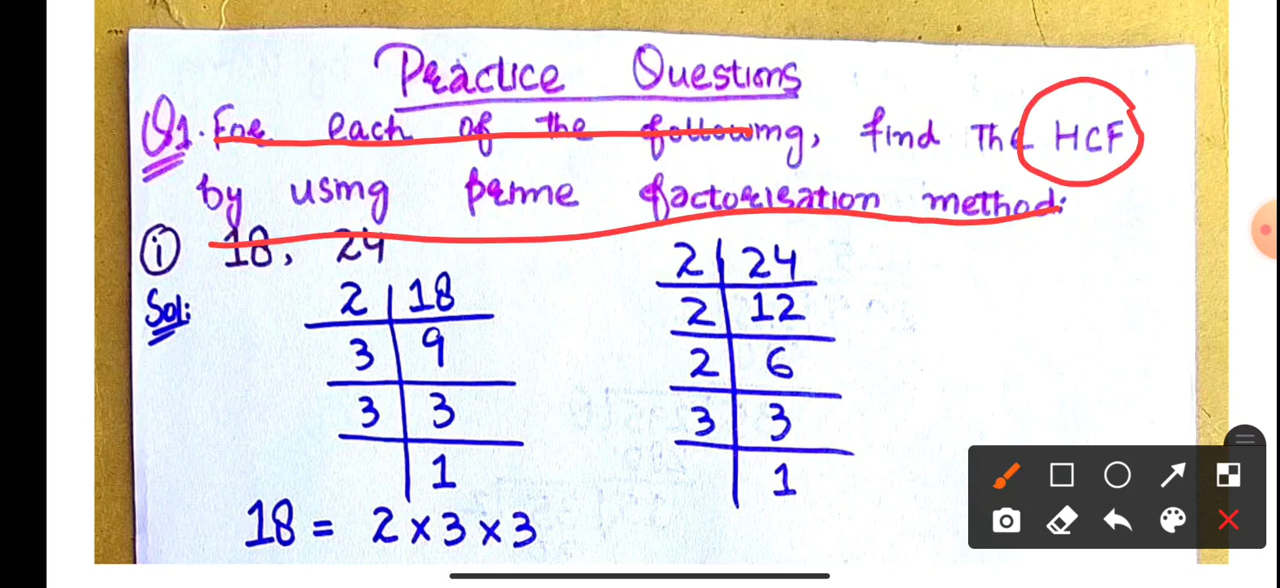 Practice Questions
Q1. For each of the following, find The HCF
by using prime factorisation method:
i 18, 24
Sol:
2 18
3 9
3 3
1
2 24
2 12
2 6
3 3
1
18 = 2 × 3 × 3